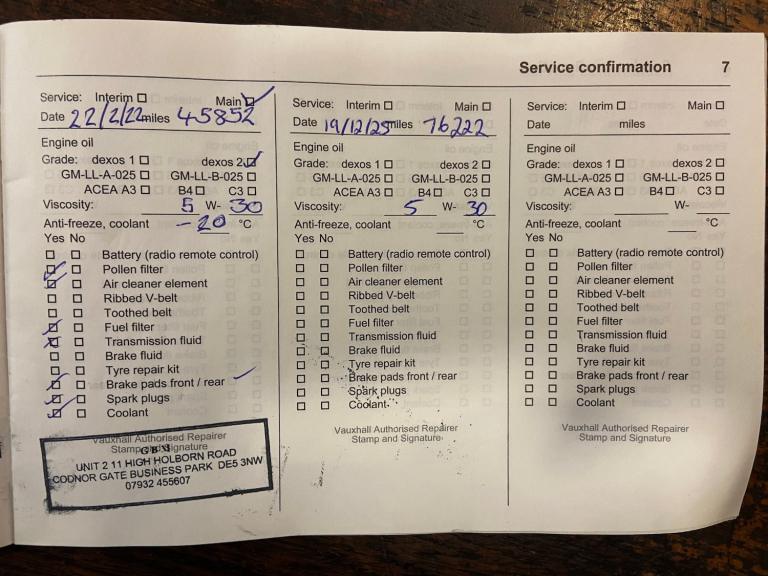 Service confirmation 7
Service: Interim ☐ Main ☑
Date 22/2/22 miles 45852
Engine oil
Grade: dexos 1 ☐ dexos 2 ☑
GM-LL-A-025 ☐ GM-LL-B-025 ☐
ACEA A3 ☐ B4 ☐ C3 ☐
Viscosity: 5 W- 30
Anti-freeze, coolant -20 °C
Yes No
Battery (radio remote control)
Pollen filter
Air cleaner element
Ribbed V-belt
Toothed belt
Fuel filter
Transmission fluid
Brake fluid
Tyre repair kit
Brake pads front / rear ✓
Spark plugs
Coolant
Vauxhall Authorised Repairer
Stamp and Signature
UNIT 2 11 HIGH HOLBORN ROAD
CODNOR GATE BUSINESS PARK DE5 3NW
07932 455607
Service: Interim ☐ Main ☐
Date 19/12/25 miles 76222
Engine oil
Grade: dexos 1 ☐ dexos 2 ☐
GM-LL-A-025 ☐ GM-LL-B-025 ☐
ACEA A3 ☐ B4 ☐ C3 ☐
Viscosity: 5 W- 30
Anti-freeze, coolant °C
Yes No
Battery (radio remote control)
Pollen filter
Air cleaner element
Ribbed V-belt
Toothed belt
Fuel filter
Transmission fluid
Brake fluid
Tyre repair kit
Brake pads front / rear
Spark plugs
Coolant
Vauxhall Authorised Repairer
Stamp and Signature
Service: Interim ☐ Main ☐
Date miles
Engine oil
Grade: dexos 1 ☐ dexos 2 ☐
GM-LL-A-025 ☐ GM-LL-B-025 ☐
ACEA A3 ☐ B4 ☐ C3 ☐
Viscosity: W-
Anti-freeze, coolant °C
Yes No
Battery (radio remote control)
Pollen filter
Air cleaner element
Ribbed V-belt
Toothed belt
Fuel filter
Transmission fluid
Brake fluid
Tyre repair kit
Brake pads front / rear
Spark plugs
Coolant
Vauxhall Authorised Repairer
Stamp and Signature